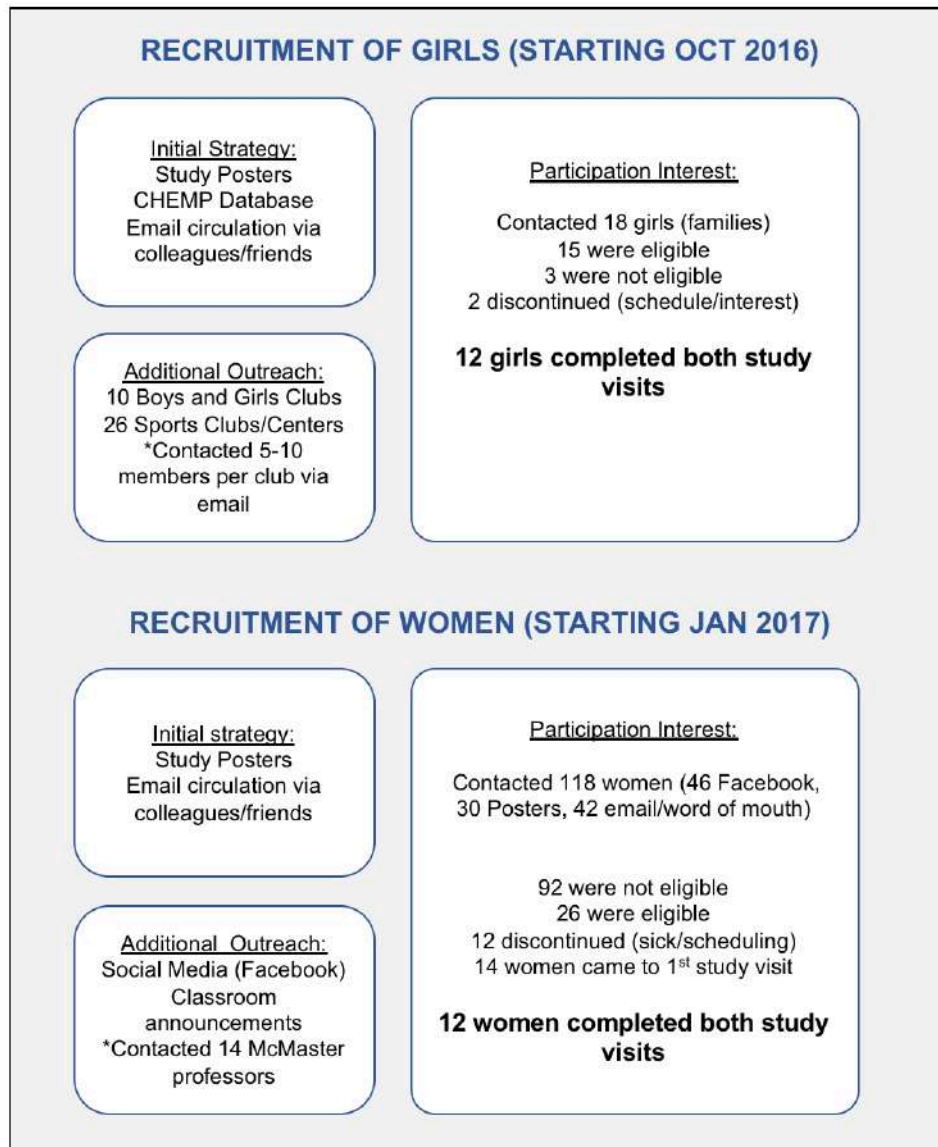 RECRUITMENT OF GIRLS (STARTING OCT 2016)
Initial Strategy:
Study Posters
CHEMP Database
Email circulation via
colleagues/friends
Additional Outreach:
10 Boys and Girls Clubs
26 Sports Clubs/Centers
*Contacted 5-10
members per club via
email
Participation Interest:
Contacted 18 girls (families)
15 were eligible
3 were not eligible
2 discontinued (schedule/interest)
12 girls completed both study
visits
RECRUITMENT OF WOMEN (STARTING JAN 2017)
Initial strategy:
Study Posters
Email circulation via
colleagues/friends
Additional Outreach:
Social Media (Facebook)
Classroom
announcements
*Contacted 14 McMaster
professors
Participation Interest:
Contacted 118 women (46 Facebook,
30 Posters, 42 email/word of mouth)
92 were not eligible
26 were eligible
12 discontinued (sick/scheduling)
14 women came to 1st study visit
12 women completed both study
visits